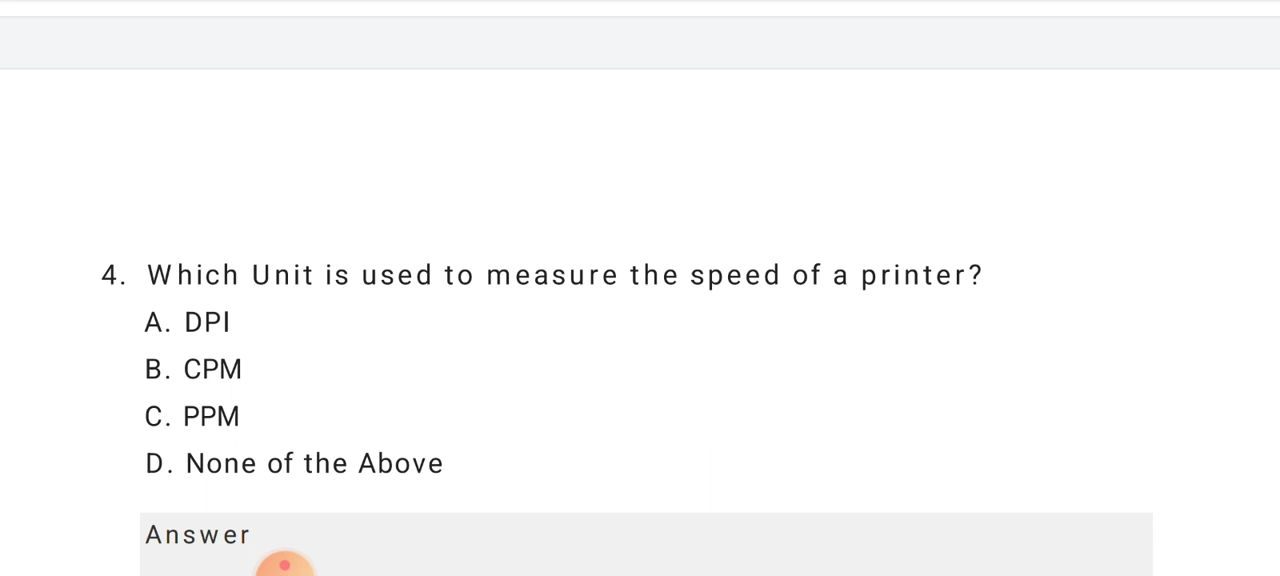 4. Which Unit is used to measure the speed of a printer?
A. DPI
B. CPM
C. PPM
D. None of the Above
Answer